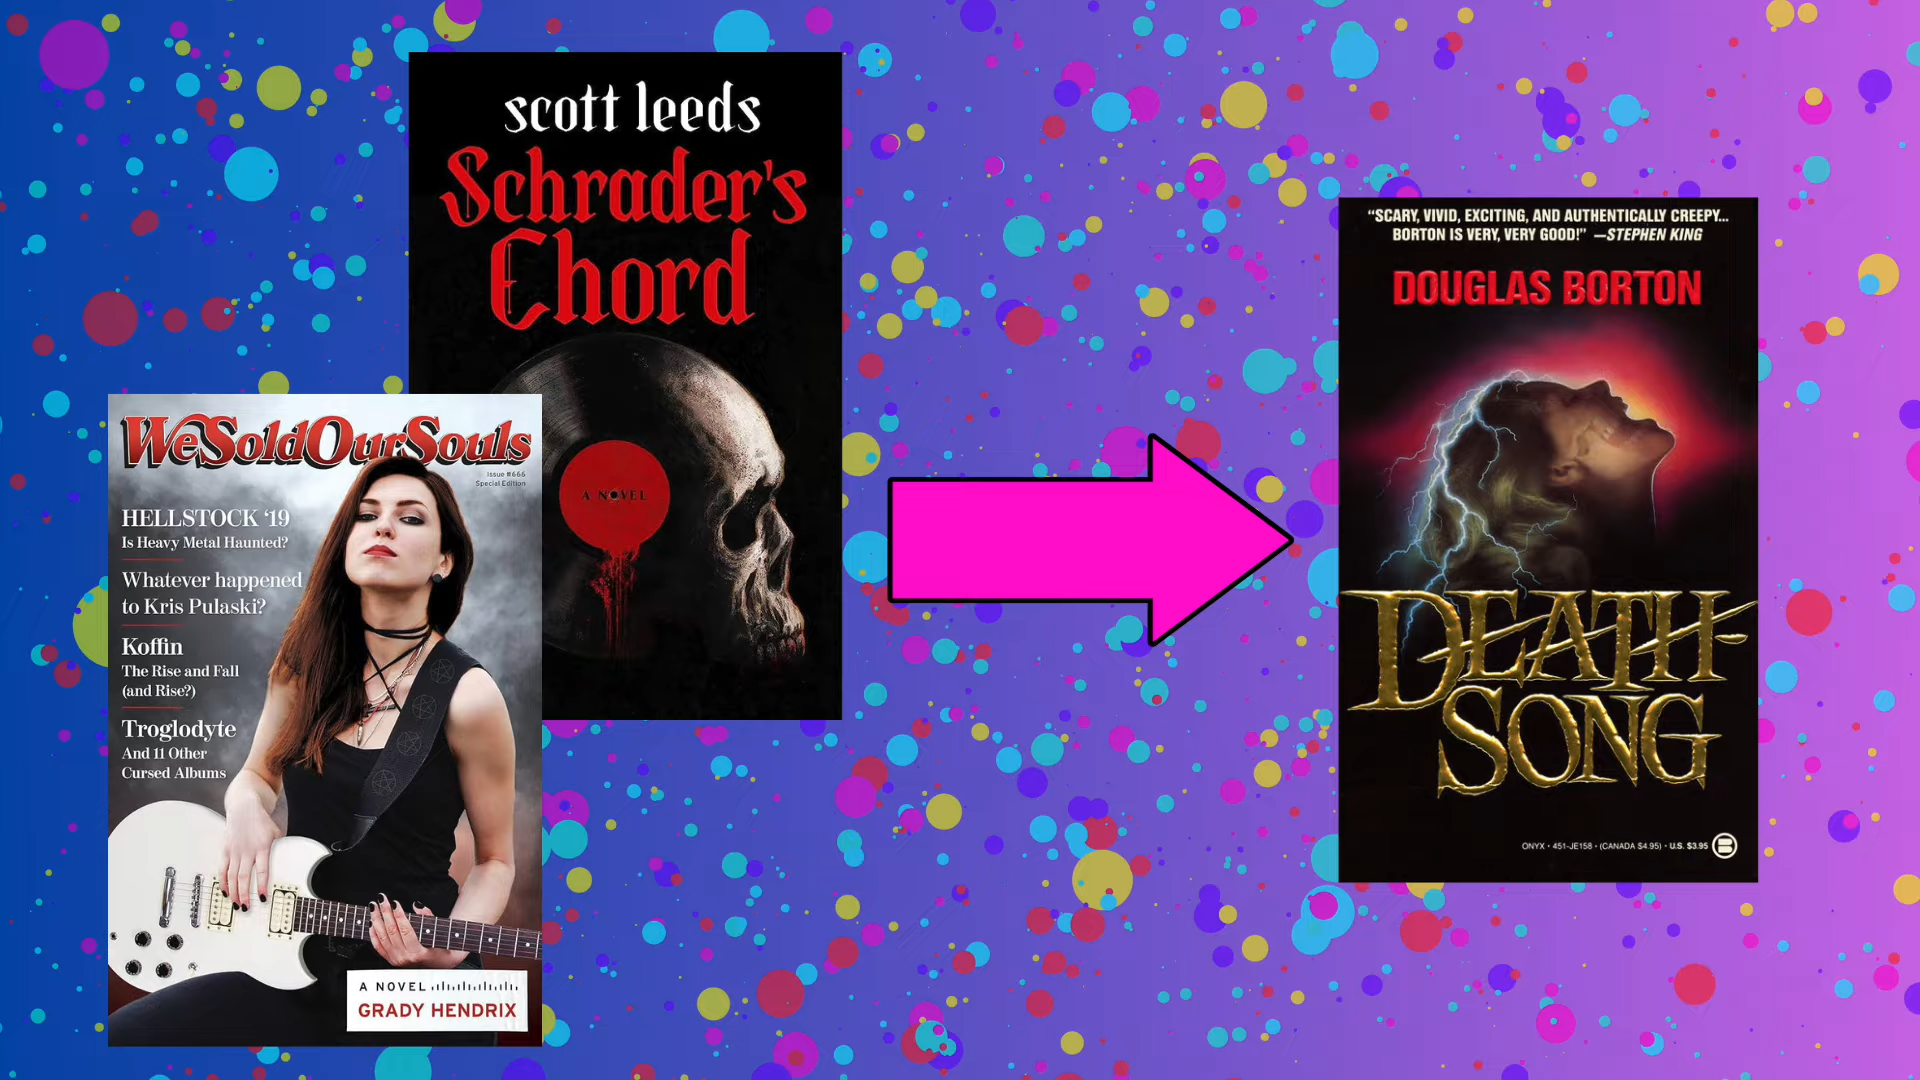 scott leeds
Schrader's
Chord
A NOVEL
WeSoldOurSouls
Issue #666
Special Edition
HELLSTOCK ‘19
Is Heavy Metal Haunted?
Whatever happened
to Kris Pulaski?
Koffin
The Rise and Fall
(and Rise?)
Troglodyte
And 11 Other
Cursed Albums
A NOVEL
GRADY HENDRIX
“SCARY, VIVID, EXCITING, AND AUTHENTICALLY CREEPY...
BORTON IS VERY, VERY GOOD!” —STEPHEN KING
DOUGLAS BORTON
DEATH-
SONG
ONYX • 451-JE158 • (CANADA $4.95) • U.S. $3.95